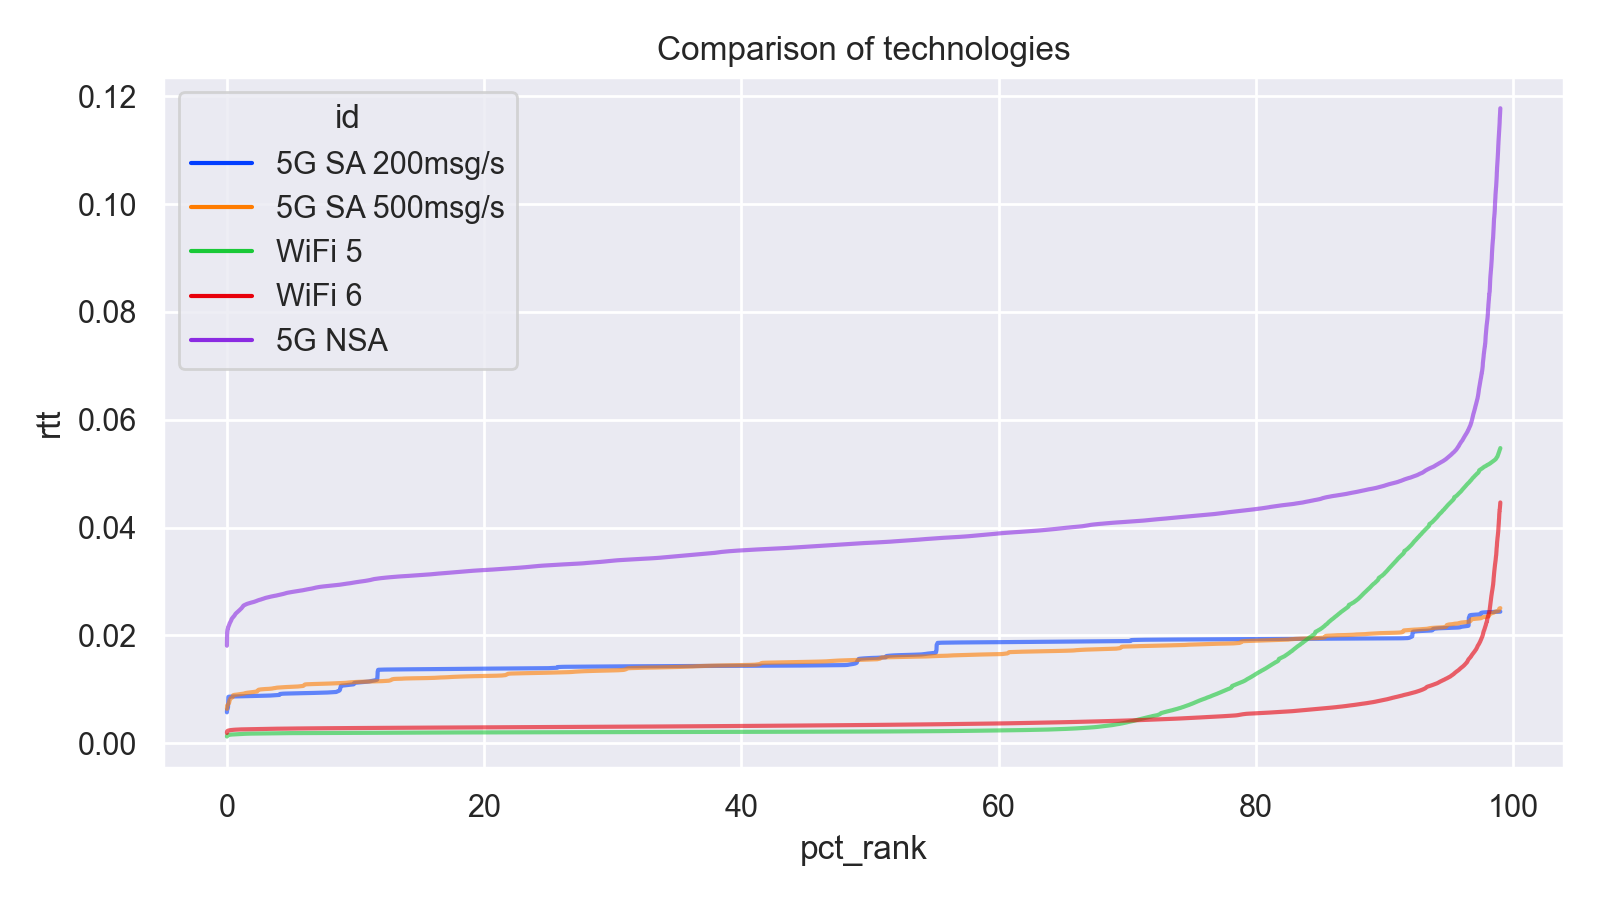 Comparison of technologies
id
5G SA 200msg/s
5G SA 500msg/s
WiFi 5
WiFi 6
5G NSA
rtt
0.12
0.10
0.08
0.06
0.04
0.02
0.00
0 20 40 60 80 100
pct_rank